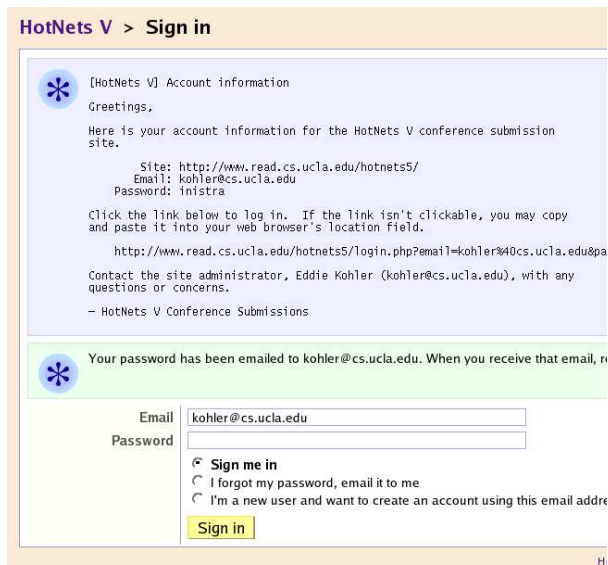 HotNets V > Sign in
[HotNets V] Account information
Greetings,
Here is your account information for the HotNets V conference submission
site.
Site: http://www.read.cs.ucla.edu/hotnets5/
Email: kohler@cs.ucla.edu
Password: inistra
Click the link below to log in. If the link isn't clickable, you may copy
and paste it into your web browser's location field.
http://www.read.cs.ucla.edu/hotnets5/login.php?email=kohler%40cs.ucla.edu&pa
Contact the site administrator, Eddie Kohler (kohler@cs.ucla.edu), with any
questions or concerns.
— HotNets V Conference Submissions
Your password has been emailed to kohler@cs.ucla.edu. When you receive that email, re
Email kohler@cs.ucla.edu
Password
Sign me in
I forgot my password, email it to me
I'm a new user and want to create an account using this email addre
Sign in